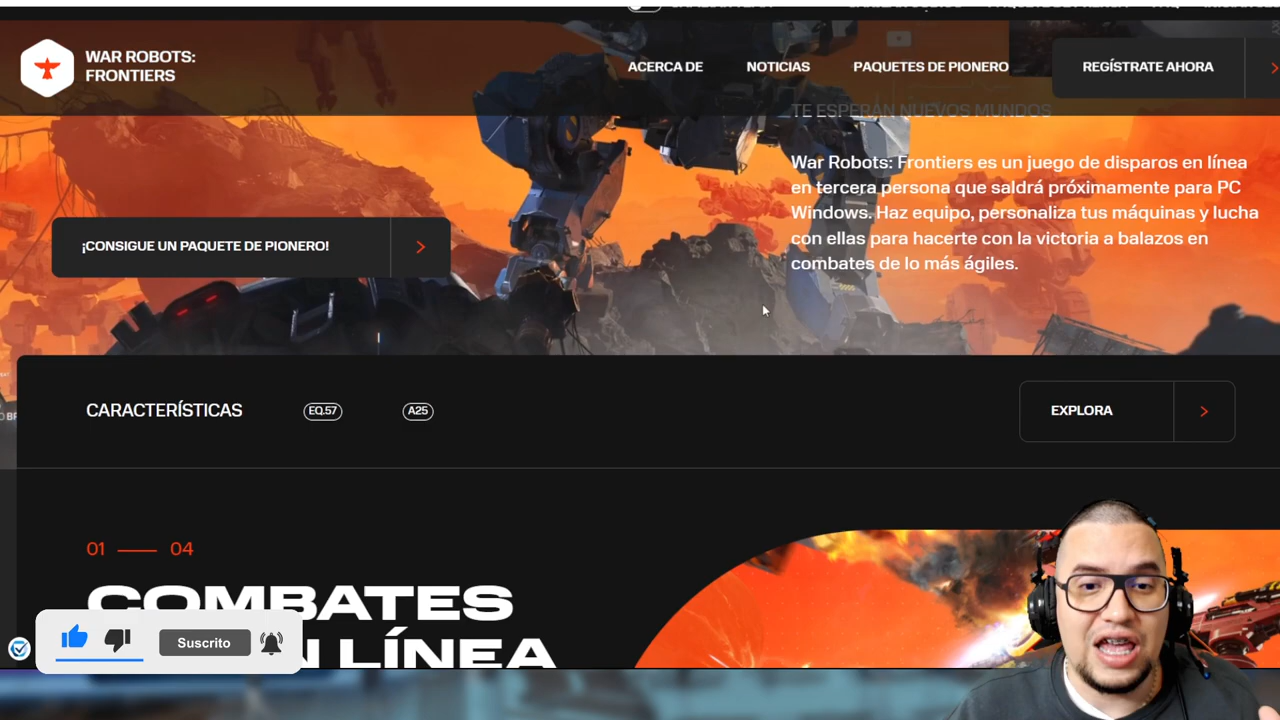 WAR ROBOTS:
FRONTIERS
ACERCA DE
NOTICIAS
PAQUETES DE PIONERO
REGÍSTRATE AHORA
TE ESPERAN NUEVOS MUNDOS
War Robots: Frontiers es un juego de disparos en línea
en tercera persona que saldrá próximamente para PC
Windows. Haz equipo, personaliza tus máquinas y lucha
con ellas para hacerte con la victoria a balazos en
combates de lo más ágiles.
¡CONSIGUE UN PAQUETE DE PIONERO!
CARACTERÍSTICAS
EQ.57
A25
EXPLORA
01
04
COMBATES
LÍNEA
Suscrito